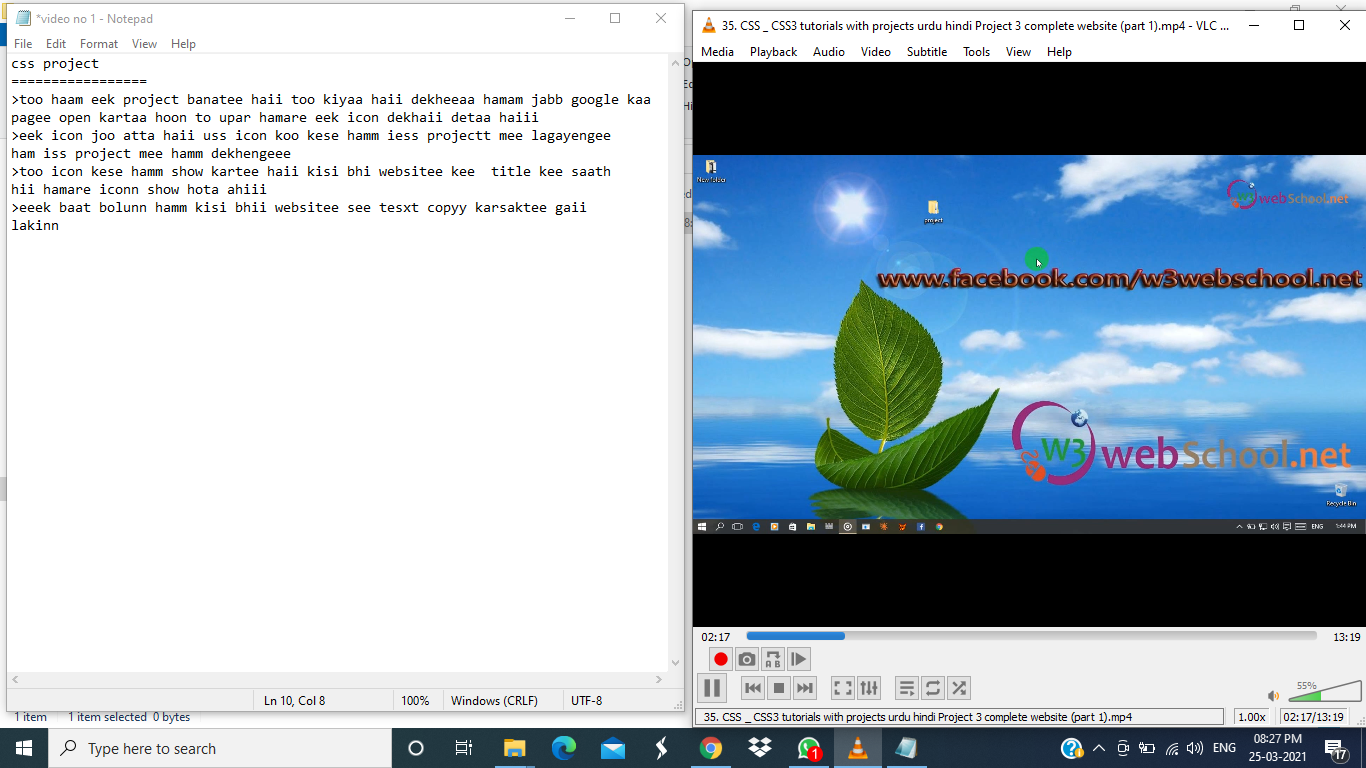 *video no 1 - Notepad
File Edit Format View Help
css project
=================
>too haam eek project banatee haii too kiyaa haii dekheeaa hamam jabb google kaa
pagee open kartaa hoon to upar hamare eek icon dekhaii detaa haiii
>eek icon joo atta haii uss icon koo kese hamm iess projectt mee lagayengee
ham iss project mee hamm dekhengeee
>too icon kese hamm show kartee haii kisi bhi websitee kee  title kee saath
hii hamare iconn show hota ahiii
>eeek baat bolunn hamm kisi bhii websitee see tesxt copyy karsaktee gaii
lakinn
Ln 10, Col 8 100% Windows (CRLF) UTF-8
1 item 1 item selected 0 bytes
35. CSS _ CSS3 tutorials with projects urdu hindi Project 3 complete website (part 1).mp4 - VLC ...
Media Playback Audio Video Subtitle Tools View Help
New folder
project
webSchool.net
www.facebook.com/w3webschool.net
W3 webSchool.net
Recycle Bin
ENG 1:44 PM
02:17 13:19
A B
55%
35. CSS _ CSS3 tutorials with projects urdu hindi Project 3 complete website (part 1).mp4 1.00x 02:17/13:19
Type here to search
1
ENG
08:27 PM
25-03-2021
17